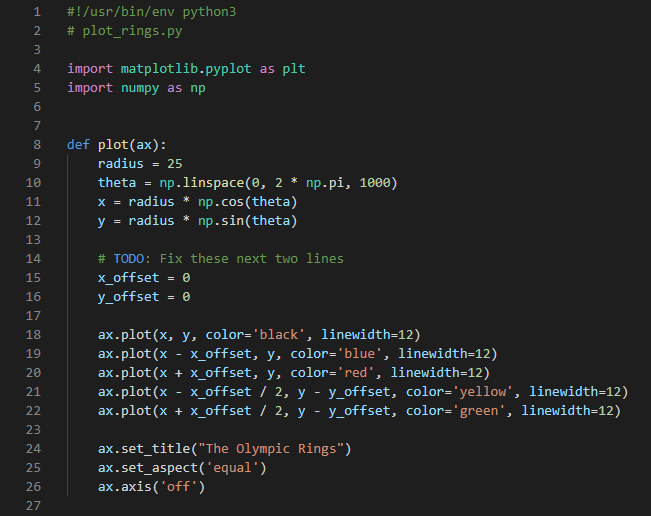 1 #!/usr/bin/env python3
2 # plot_rings.py
3
4 import matplotlib.pyplot as plt
5 import numpy as np
6
7
8 def plot(ax):
9     radius = 25
10     theta = np.linspace(0, 2 * np.pi, 1000)
11     x = radius * np.cos(theta)
12     y = radius * np.sin(theta)
13
14     # TODO: Fix these next two lines
15     x_offset = 0
16     y_offset = 0
17
18     ax.plot(x, y, color='black', linewidth=12)
19     ax.plot(x - x_offset, y, color='blue', linewidth=12)
20     ax.plot(x + x_offset, y, color='red', linewidth=12)
21     ax.plot(x - x_offset / 2, y - y_offset, color='yellow', linewidth=12)
22     ax.plot(x + x_offset / 2, y - y_offset, color='green', linewidth=12)
23
24     ax.set_title("The Olympic Rings")
25     ax.set_aspect('equal')
26     ax.axis('off')
27